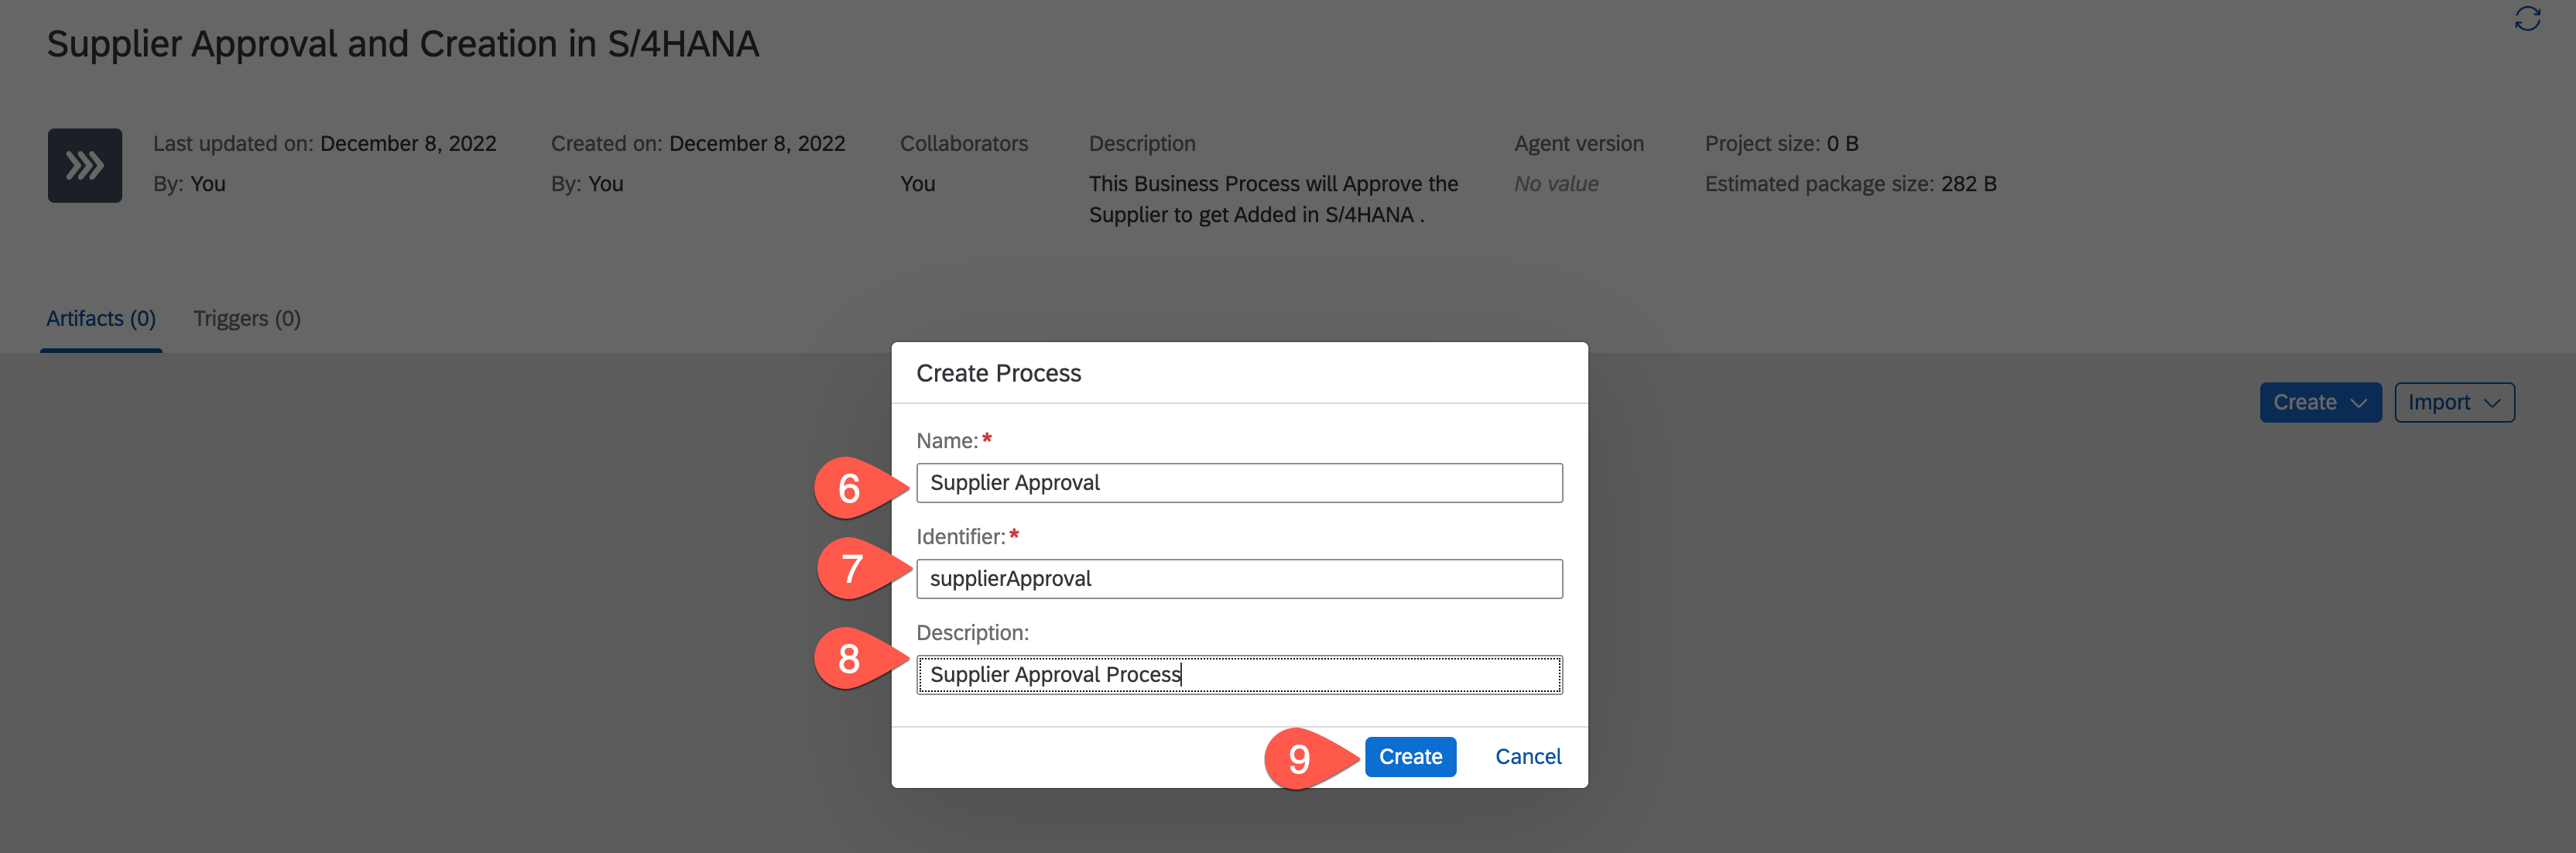 Supplier Approval and Creation in S/4HANA
Last updated on: December 8, 2022
By: You
Created on: December 8, 2022
By: You
Collaborators
You
Description
This Business Process will Approve the
Supplier to get Added in S/4HANA .
Agent version
No value
Project size: 0 B
Estimated package size: 282 B
Artifacts (0)
Triggers (0)
Create
Import
Create Process
Name:*
6
Supplier Approval
Identifier:*
7
supplierApproval
Description:
8
Supplier Approval Process
9
Create
Cancel